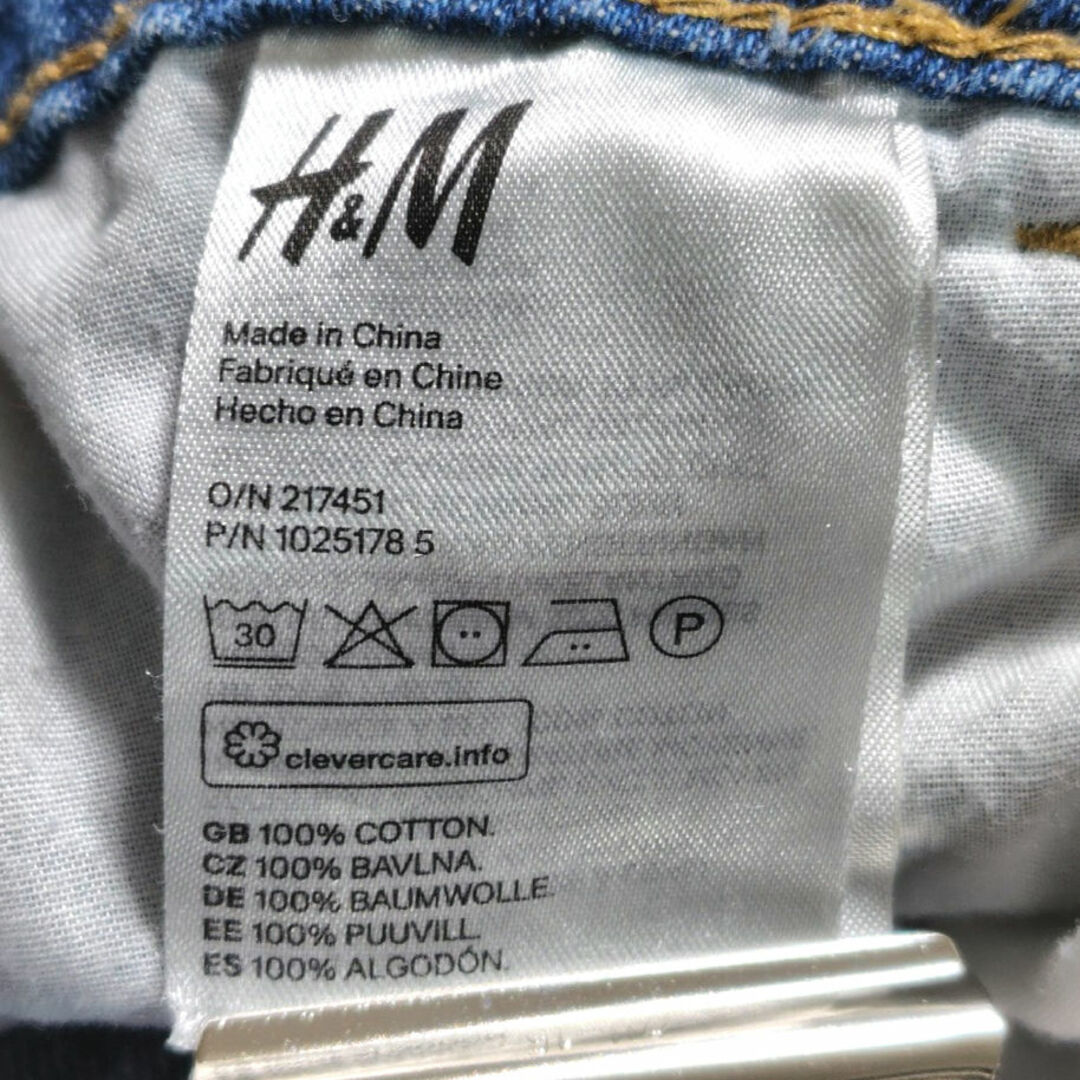 H&M
Made in China
Fabriqué en Chine
Hecho en China
O/N 217451
P/N 1025178 5
30 P
clevercare.info
GB 100% COTTON.
CZ 100% BAVLNA.
DE 100% BAUMWOLLE.
EE 100% PUUVILL.
ES 100% ALGODÓN.